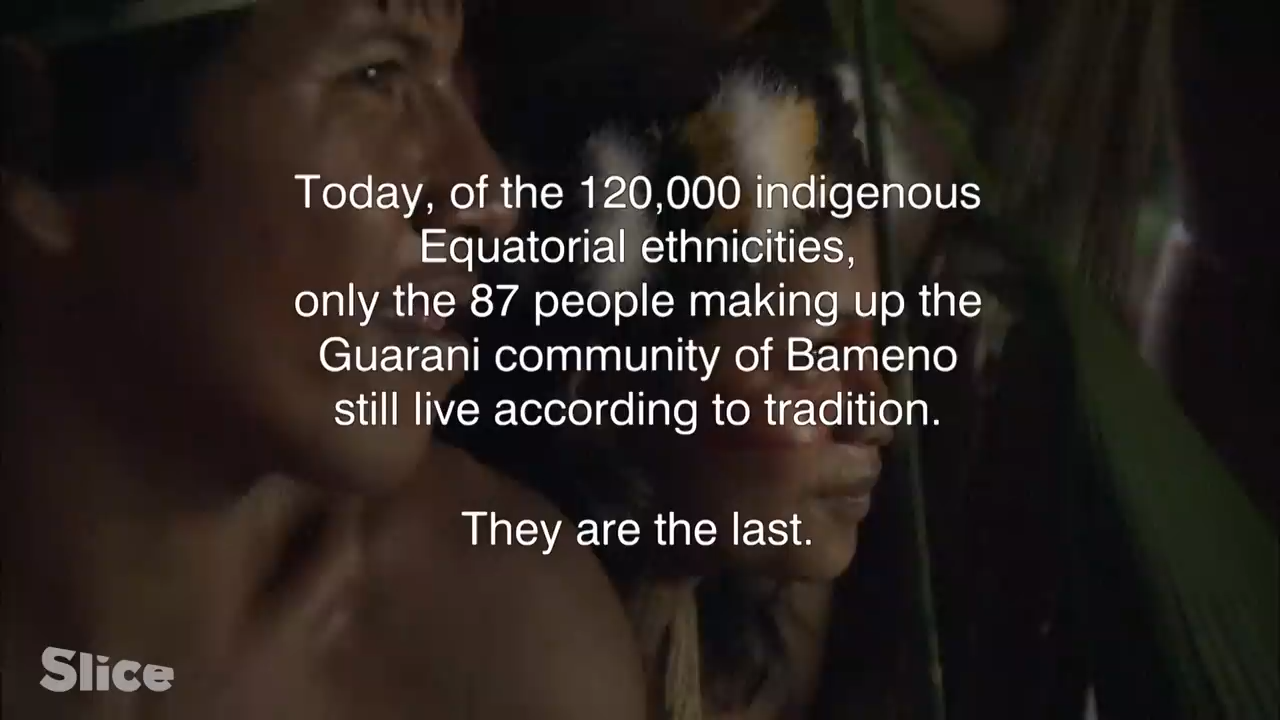 Today, of the 120,000 indigenous
Equatorial ethnicities,
only the 87 people making up the
Guarani community of Bameno
still live according to tradition.
They are the last.
Slice